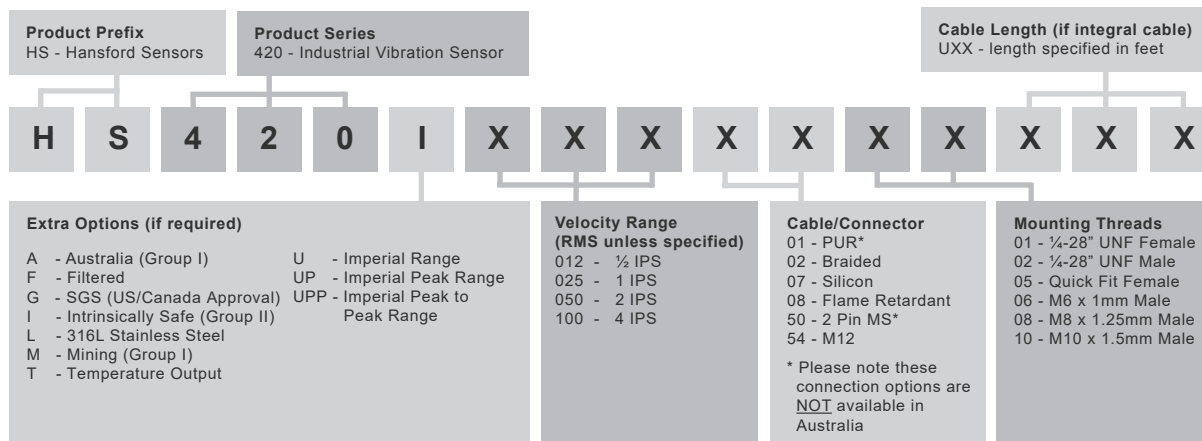 Product Prefix
HS - Hansford Sensors
Product Series
420 - Industrial Vibration Sensor
Cable Length (if integral cable)
UXX - length specified in feet
H S 4 2 0 I X X X X X X X X X X
Extra Options (if required)
A - Australia (Group I)
F - Filtered
G - SGS (US/Canada Approval)
I - Intrinsically Safe (Group II)
L - 316L Stainless Steel
M - Mining (Group I)
T - Temperature Output
U - Imperial Range
UP - Imperial Peak Range
UPP - Imperial Peak to
Peak Range
Velocity Range
(RMS unless specified)
012 - ½ IPS
025 - 1 IPS
050 - 2 IPS
100 - 4 IPS
Cable/Connector
01 - PUR*
02 - Braided
07 - Silicon
08 - Flame Retardant
50 - 2 Pin MS*
54 - M12
* Please note these
connection options are
NOT available in
Australia
Mounting Threads
01 - ¼-28” UNF Female
02 - ¼-28” UNF Male
05 - Quick Fit Female
06 - M6 x 1mm Male
08 - M8 x 1.25mm Male
10 - M10 x 1.5mm Male